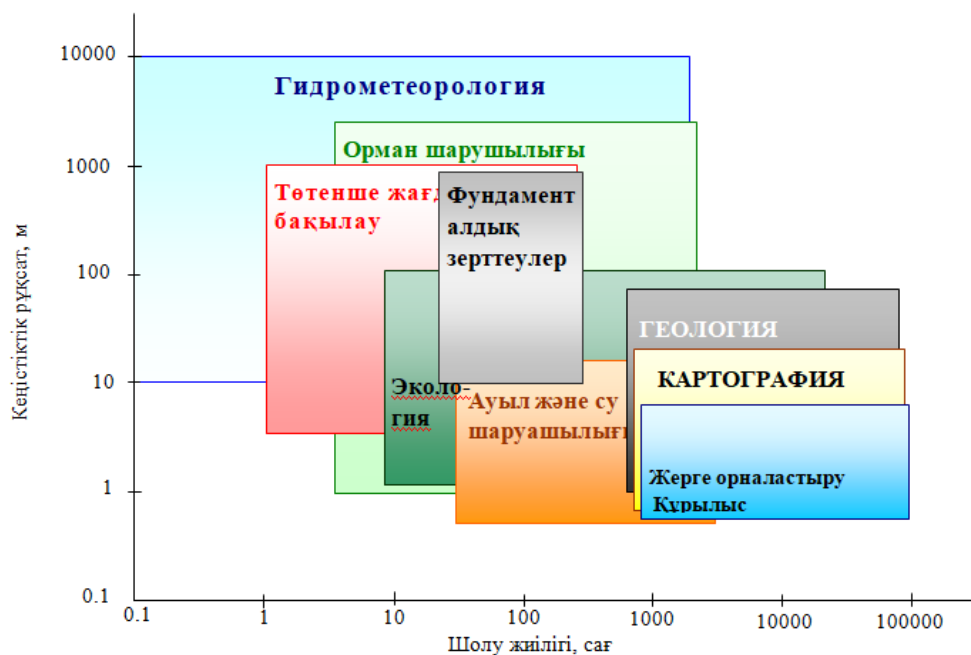 10000
Гидрометеорология
Орман шарушылығы
1000
Төтенше жағд
бақылау
Фундамент
алдық
зерттеулер
Кеңістіктік рұқсат, м
100
ГЕОЛОГИЯ
КАРТОГРАФИЯ
10
Эколо-
гия
Ауыл және су
шаруашылығы
Жерге орналастыру
Құрылыс
1
0.1
0.1 1 10 100 1000 10000 100000
Шолу жиілігі, сағ